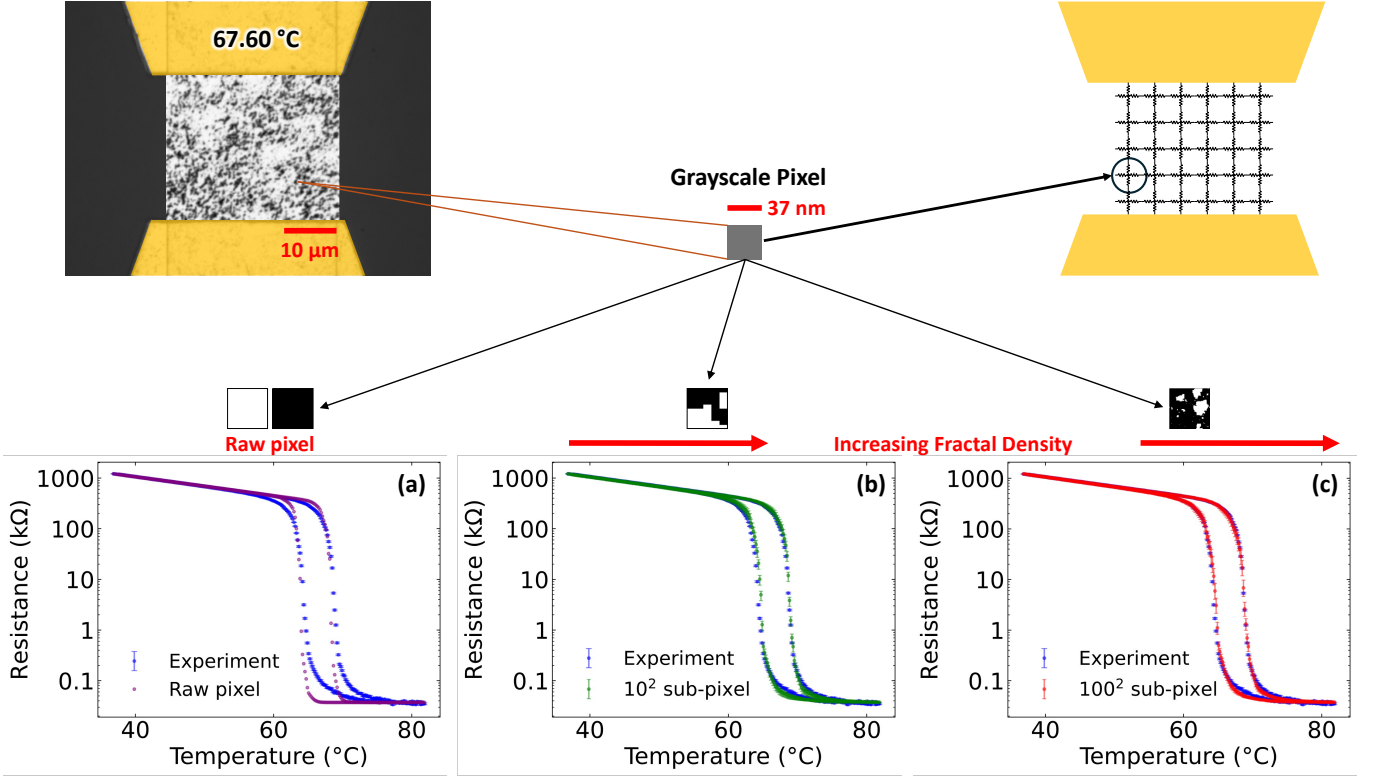 67.60 °C
10 µm
Grayscale Pixel
37 nm
Raw pixel
Increasing Fractal Density
(a)
Resistance (kΩ)
1000
100
10
1
0.1
Experiment
Raw pixel
40
60
80
Temperature (°C)
(b)
Resistance (kΩ)
1000
100
10
1
0.1
Experiment
10² sub-pixel
40
60
80
Temperature (°C)
(c)
Resistance (kΩ)
1000
100
10
1
0.1
Experiment
100² sub-pixel
40
60
80
Temperature (°C)